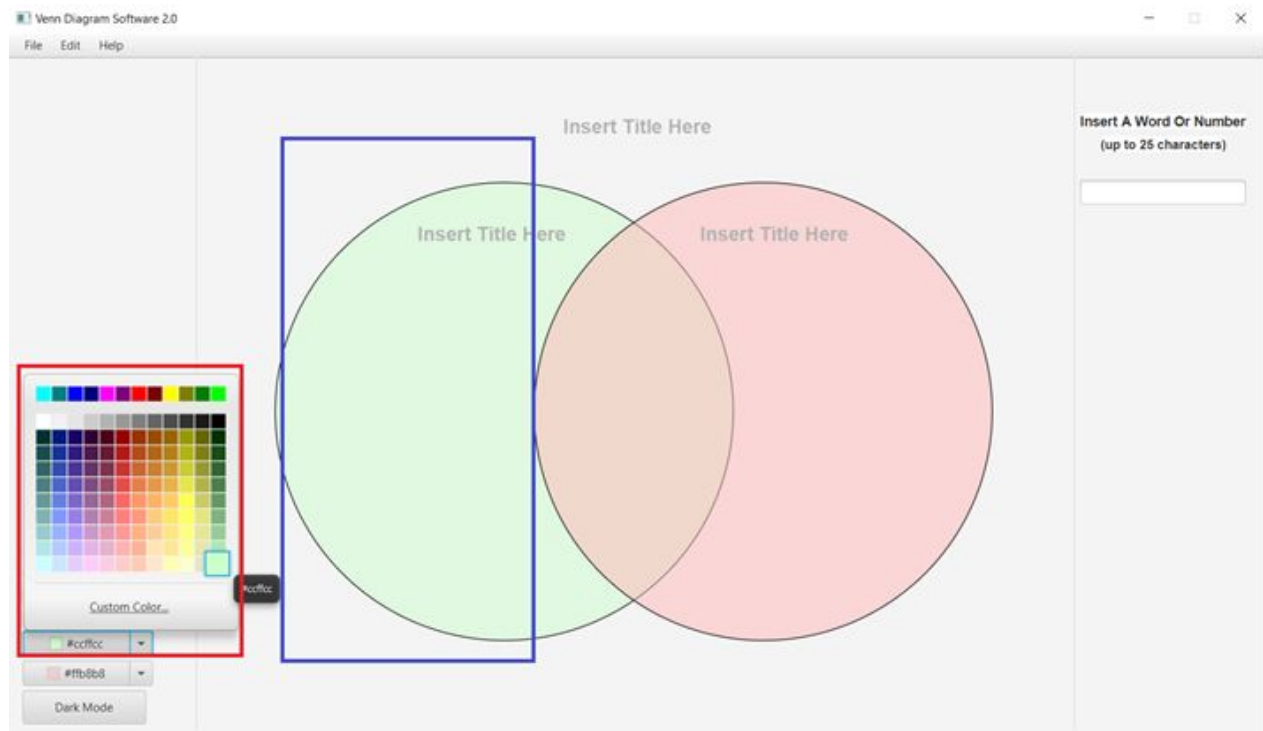 Venn Diagram Software 2.0
File Edit Help
Insert Title Here
Insert A Word Or Number
(up to 25 characters)
Insert Title Here
Insert Title Here
Custom Color...
#ccffcc
#ccffcc
#ffb8b8
Dark Mode